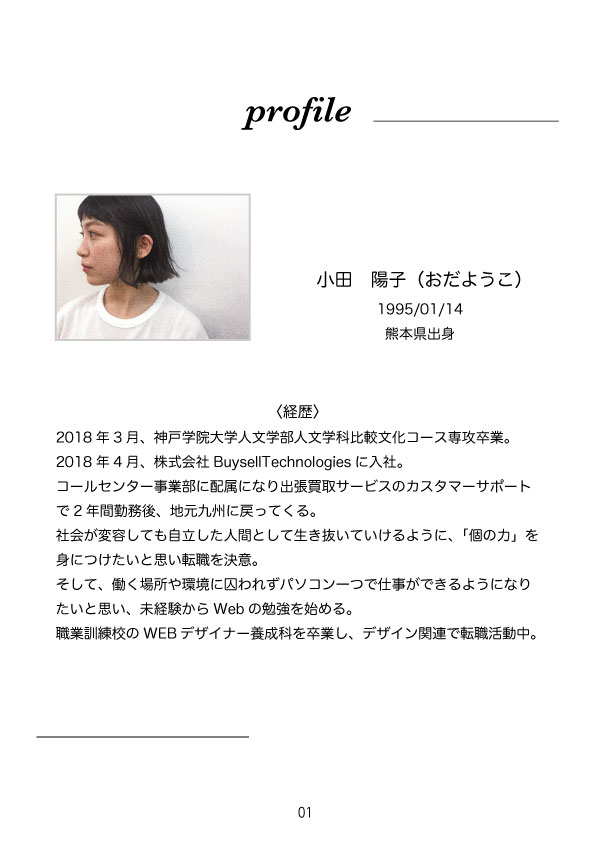 profile
小田　陽子（おだようこ）
1995/01/14
熊本県出身
〈経歴〉
2018 年 3 月、神戸学院大学人文学部人文学科比較文化コース専攻卒業。
2018 年 4 月、株式会社 BuysellTechnologies に入社。
コールセンター事業部に配属になり出張買取サービスのカスタマーサポート
で 2 年間勤務後、地元九州に戻ってくる。
社会が変容しても自立した人間として生き抜いていけるように、「個の力」を
身につけたいと思い転職を決意。
そして、働く場所や環境に囚われずパソコン一つで仕事ができるようになり
たいと思い、未経験から Web の勉強を始める。
職業訓練校の WEB デザイナー養成科を卒業し、デザイン関連で転職活動中。
01